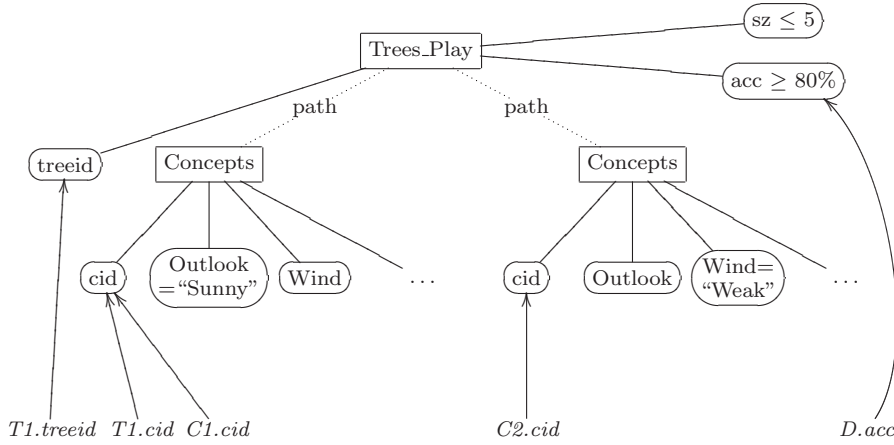 sz ≤ 5
Trees_Play
acc ≥ 80%
path
path
treeid
Concepts
Concepts
cid
Outlook
="Sunny"
Wind
...
cid
Outlook
Wind=
"Weak"
...
T1.treeid
T1.cid
C1.cid
C2.cid
D.acc